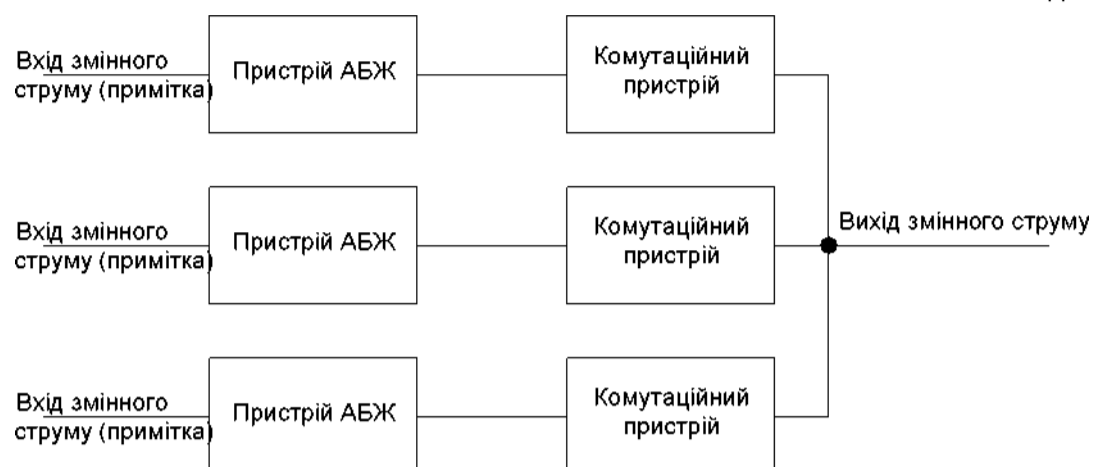 Вхід змінного
струму (примітка)
Пристрій АБЖ
Комутаційний
пристрій
Вхід змінного
струму (примітка)
Пристрій АБЖ
Комутаційний
пристрій
Вихід змінного струму
Вхід змінного
струму (примітка)
Пристрій АБЖ
Комутаційний
пристрій